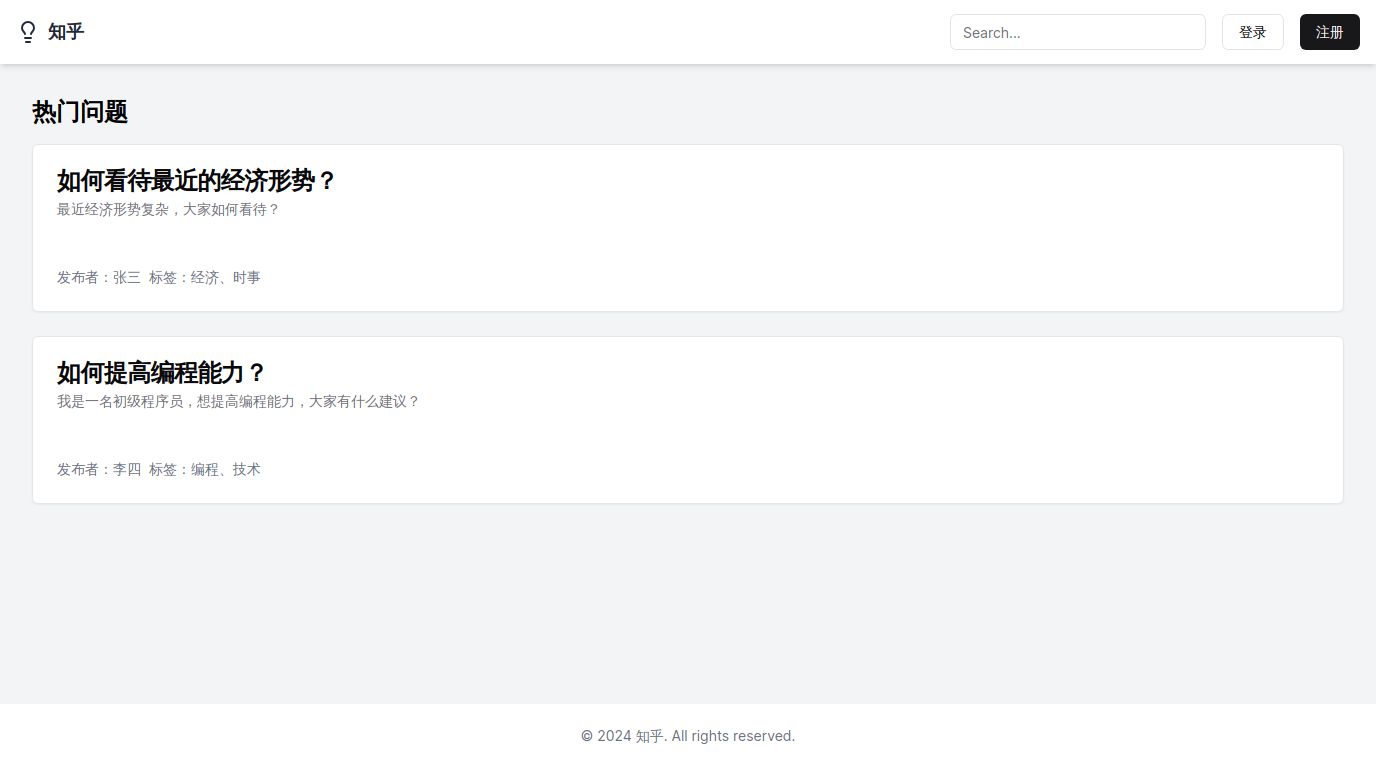 知乎
Search...
登录
注册
热门问题
如何看待最近的经济形势？
最近经济形势复杂，大家如何看待？
发布者：张三 标签：经济、时事
如何提高编程能力？
我是一名初级程序员，想提高编程能力，大家有什么建议？
发布者：李四 标签：编程、技术
© 2024 知乎. All rights reserved.